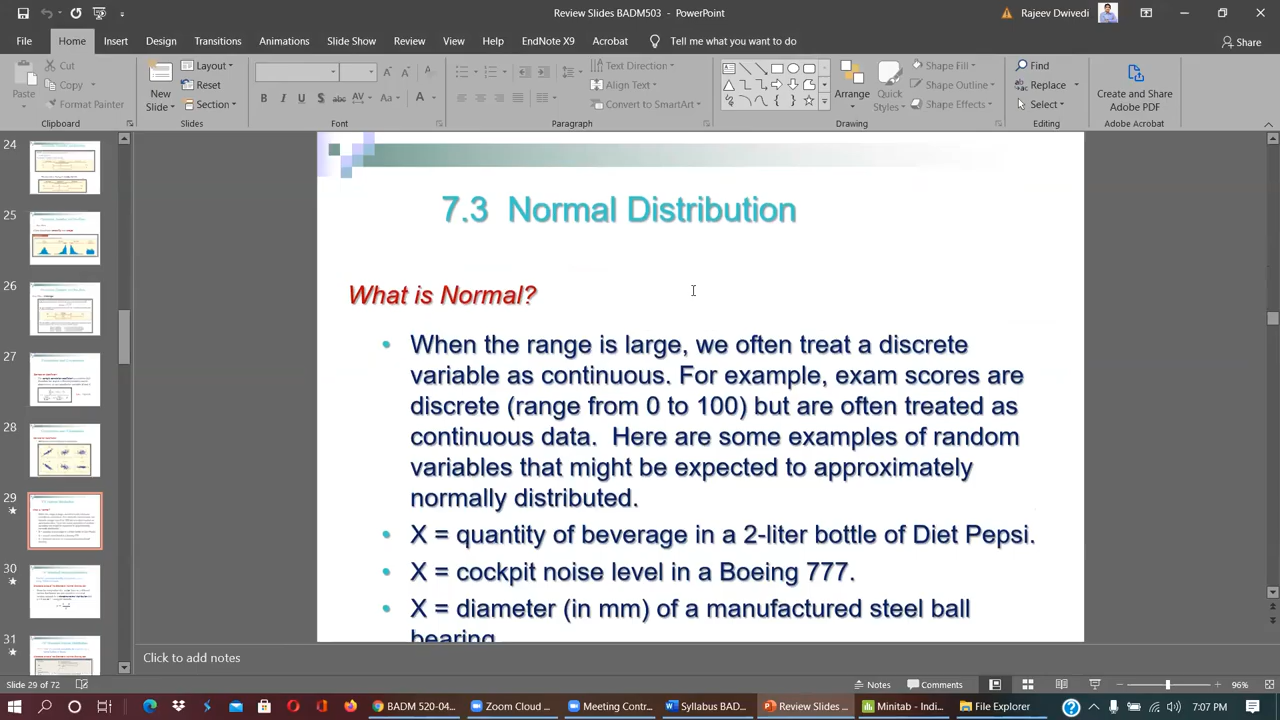 Review Slides BADM503 - PowerPoint
Rajeev Dwivedi
File Home Insert Design Transitions Animations Slide Show Review View Help EndNote X9 Acrobat Tell me what you want to do Share
Paste Cut Copy Format Painter
New Slide Layout Reset Section
Text Direction Align Text Convert to SmartArt
Arrange Quick Styles Shape Fill Shape Outline Shape Effects
Find Replace Select
Create and Share Adobe PDF
Clipboard Slides Font Paragraph Drawing Editing Adobe Acrobat
24
25
26
27
28
29
30
31
7.3 Normal Distribution
What is Normal?
• When the range is large, we often treat a discrete
variable as continuous. For example, exam scores are
discrete (range from 0 to 100) but are often treated as
continuous data. Here are some examples of random
variables that might be expected to approximately
normally distributed.
• X = quantity of beverage in a 2-liter bottle of Diet Pepsi.
• X = cockpit noise level in a Boeing 777
• X = diameter (in mm) of a manufactured steel ball
bearing
Click to add notes
Slide 29 of 72 Notes Comments 96%
BADM 520-04 Zoom Cloud ... Meeting Contr... Syllabus BAD... Review Slides ... Minitab - Indi... File Explorer 7:07 PM